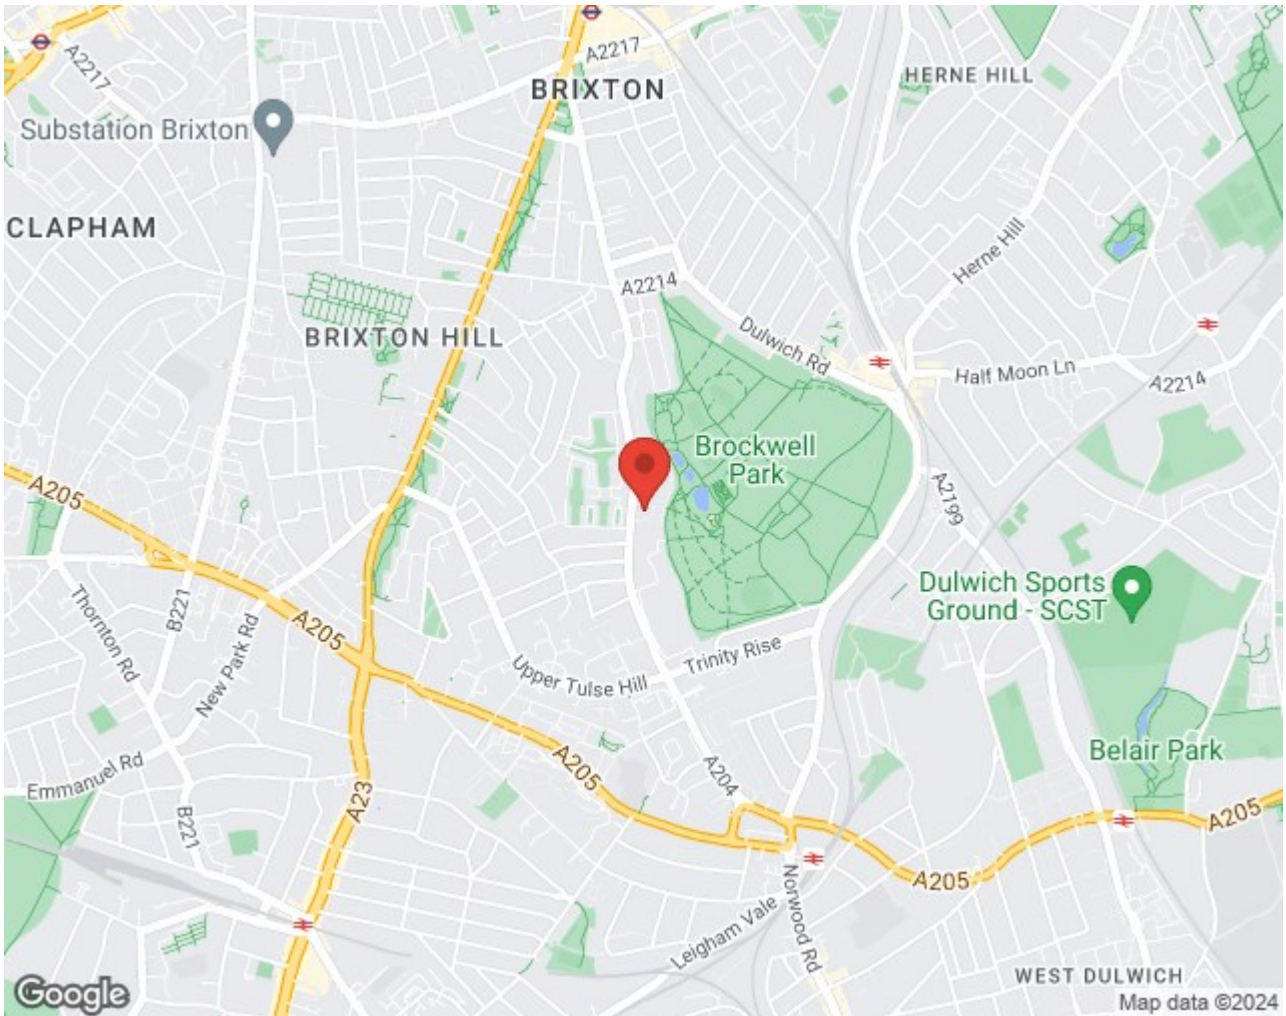 A2217
A2217
BRIXTON
HERNE HILL
Substation Brixton
CLAPHAM
Herne Hill
A2214
BRIXTON HILL
Dulwich Rd
Half Moon Ln
A2214
Brockwell
Park
A205
A2199
Dulwich Sports
Ground - SCST
Thornton Rd
B221
New Park Rd
A205
Upper Tulse Hill
Trinity Rise
Belair Park
Emmanuel Rd
A205
A204
A23
B221
A205
A205
Norwood Rd
Leigham Vale
WEST DULWICH
Google
Map data ©2024